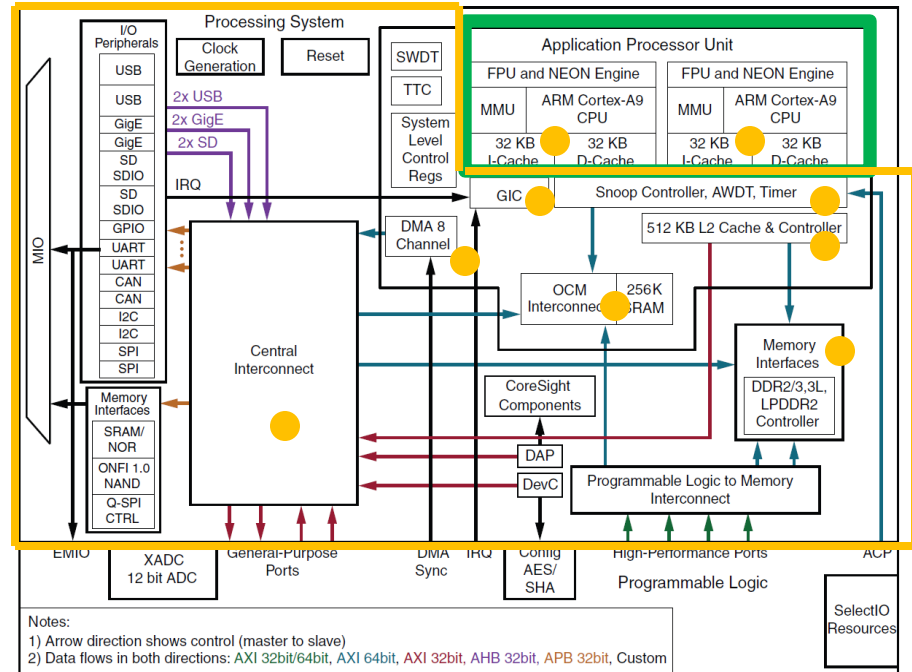 Processing System
I/O
Peripherals
USB
USB
GigE
GigE
SD
SDIO
SD
SDIO
GPIO
UART
UART
CAN
CAN
I2C
I2C
SPI
SPI
MIO
Clock
Generation
Reset
2x USB
2x GigE
2x SD
IRQ
SWDT
TTC
System
Level
Control
Regs
Application Processor Unit
FPU and NEON Engine
MMU
ARM Cortex-A9
CPU
32 KB
I-Cache
32 KB
D-Cache
FPU and NEON Engine
MMU
ARM Cortex-A9
CPU
32 KB
I-Cache
32 KB
D-Cache
GIC
Snoop Controller, AWDT, Timer
512 KB L2 Cache & Controller
DMA 8
Channel
OCM
256K
Central
Interconnect
Memory
Interfaces
DDR2/3,3L,
LPDDR2
Controller
CoreSight
Components
DAP
DevC
Programmable Logic to Memory
Interconnect
Memory
Interfaces
SRAM/
NOR
ONFI 1.0
NAND
Q-SPI
CTRL
EMIO
XADC
12 bit ADC
General-Purpose
Ports
DMA
Sync
IRQ
Config
AES/
SHA
High-Performance Ports
ACP
Programmable Logic
SelectIO
Resources
Notes:
1) Arrow direction shows control (master to slave)
2) Data flows in both directions: AXI 32bit/64bit, AXI 64bit, AXI 32bit, AHB 32bit, APB 32bit, Custom